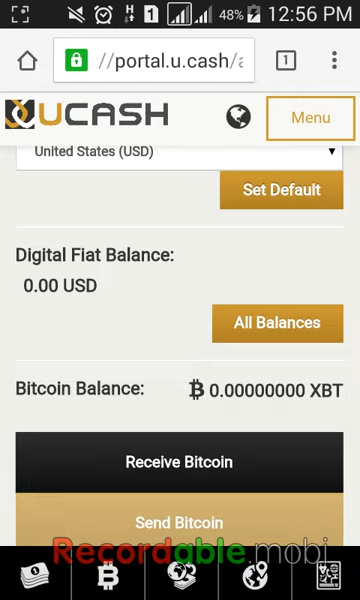 H 1 48% 12:56 PM
//portal.u.cash/a 1
UCASH Menu
United States (USD)
Set Default
Digital Fiat Balance:
0.00 USD
All Balances
Bitcoin Balance: 0.00000000 XBT
Receive Bitcoin
Send Bitcoin
Recordable.mobi